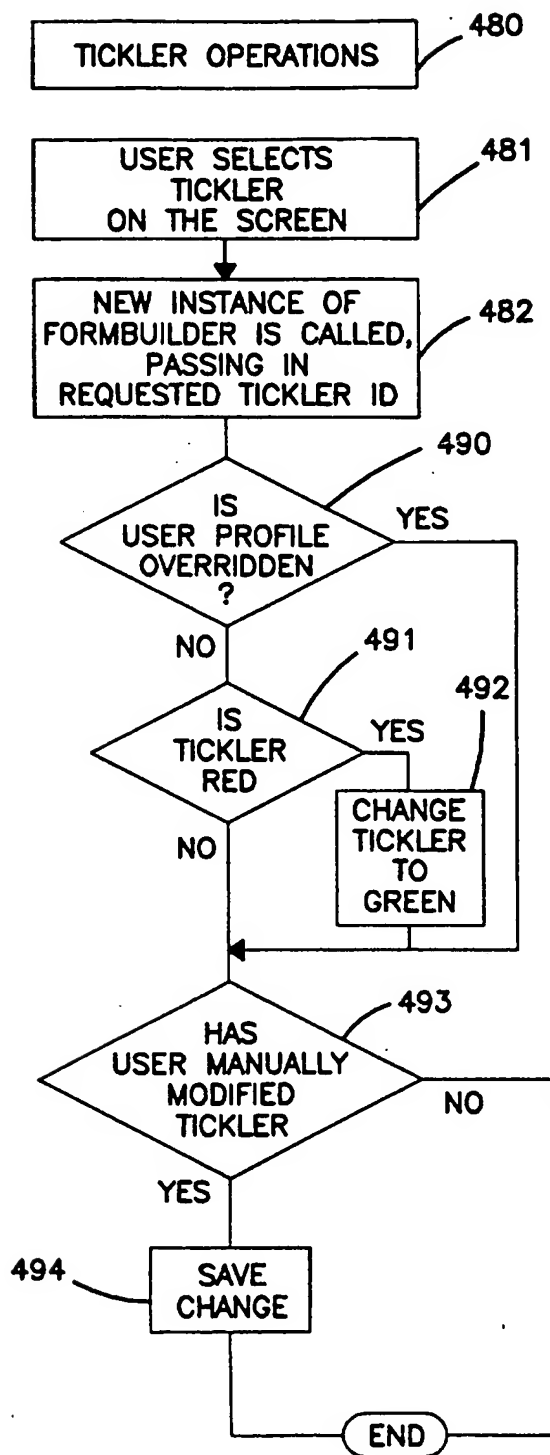 TICKLER OPERATIONS
480
USER SELECTS
TICKLER
ON THE SCREEN
481
NEW INSTANCE OF
FORMBUILDER IS CALLED,
PASSING IN
REQUESTED TICKLER ID
482
IS
USER PROFILE
OVERRIDDEN
?
490
YES
NO
IS
TICKLER
RED
491
YES
NO
492
CHANGE
TICKLER
TO
GREEN
HAS
USER MANUALLY
MODIFIED
TICKLER
493
NO
YES
494
SAVE
CHANGE
END